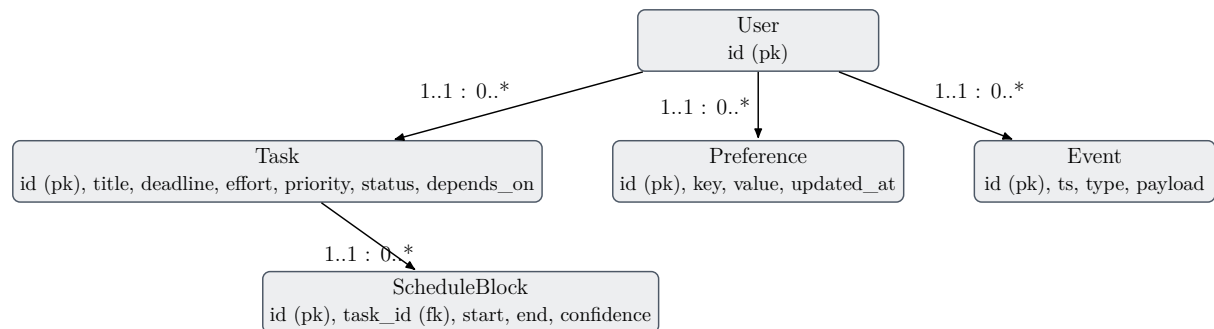 User
id (pk)
1..1 : 0..*
1..1 : 0..*
1..1 : 0..*
Task
id (pk), title, deadline, effort, priority, status, depends_on
Preference
id (pk), key, value, updated_at
Event
id (pk), ts, type, payload
1..1 : 0..*
ScheduleBlock
id (pk), task_id (fk), start, end, confidence